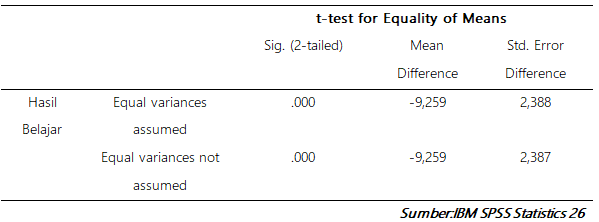 t-test for Equality of Means
Sig. (2-tailed) Mean Std. Error
Difference Difference
Hasil Equal variances .000 -9,259 2,388
Belajar assumed
Equal variances not .000 -9,259 2,387
assumed
Sumber:IBM SPSS Statistics 26